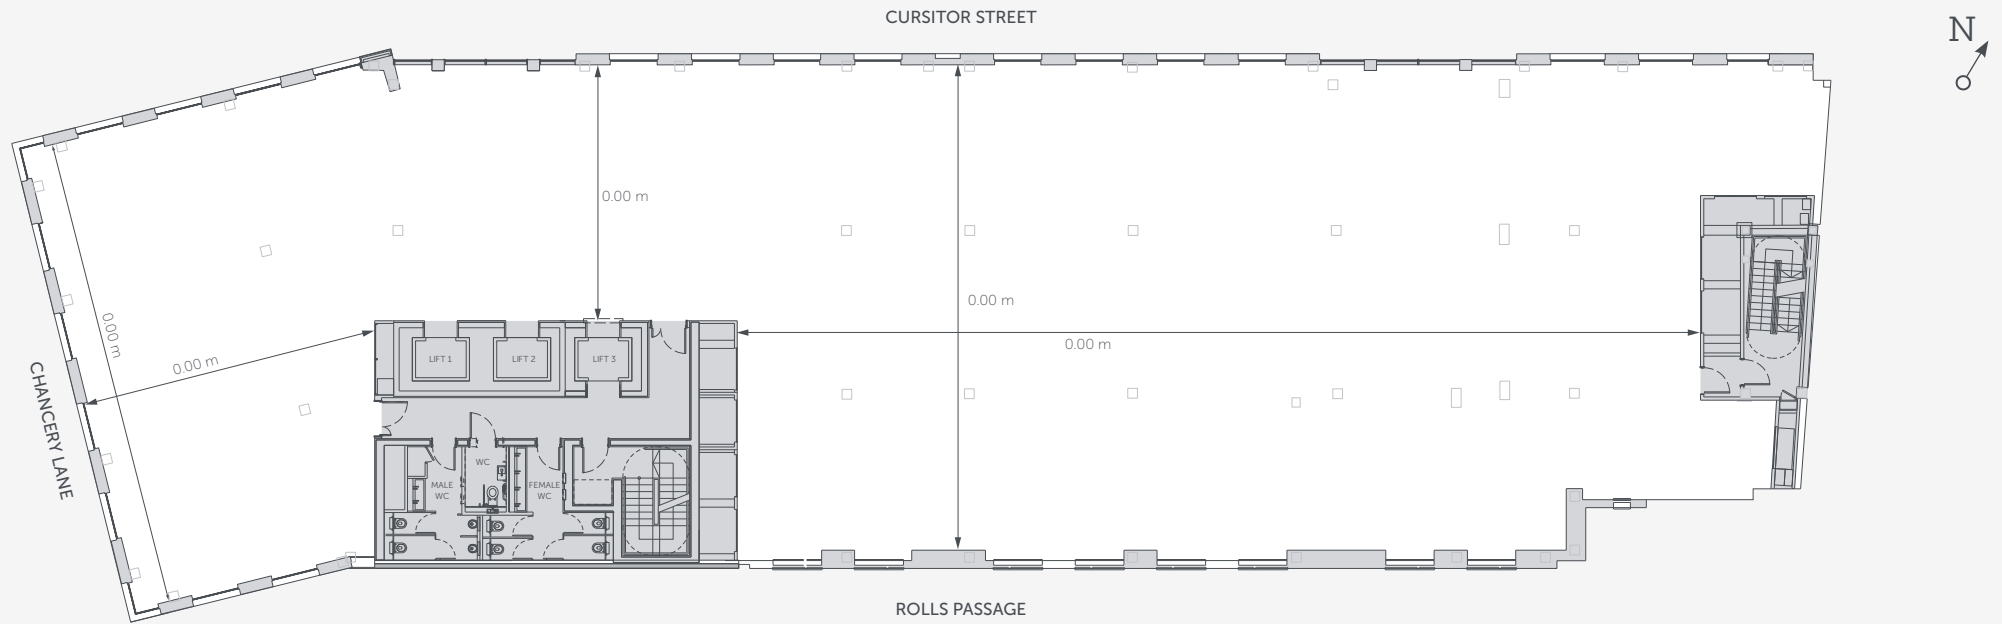 CURSITOR STREET
N
0.00 m
0.00 m
0.00 m
0.00 m
0.00 m
LIFT 1
LIFT 2
LIFT 3
CHANCERY LANE
WC
MALE
WC
FEMALE
WC
ROLLS PASSAGE